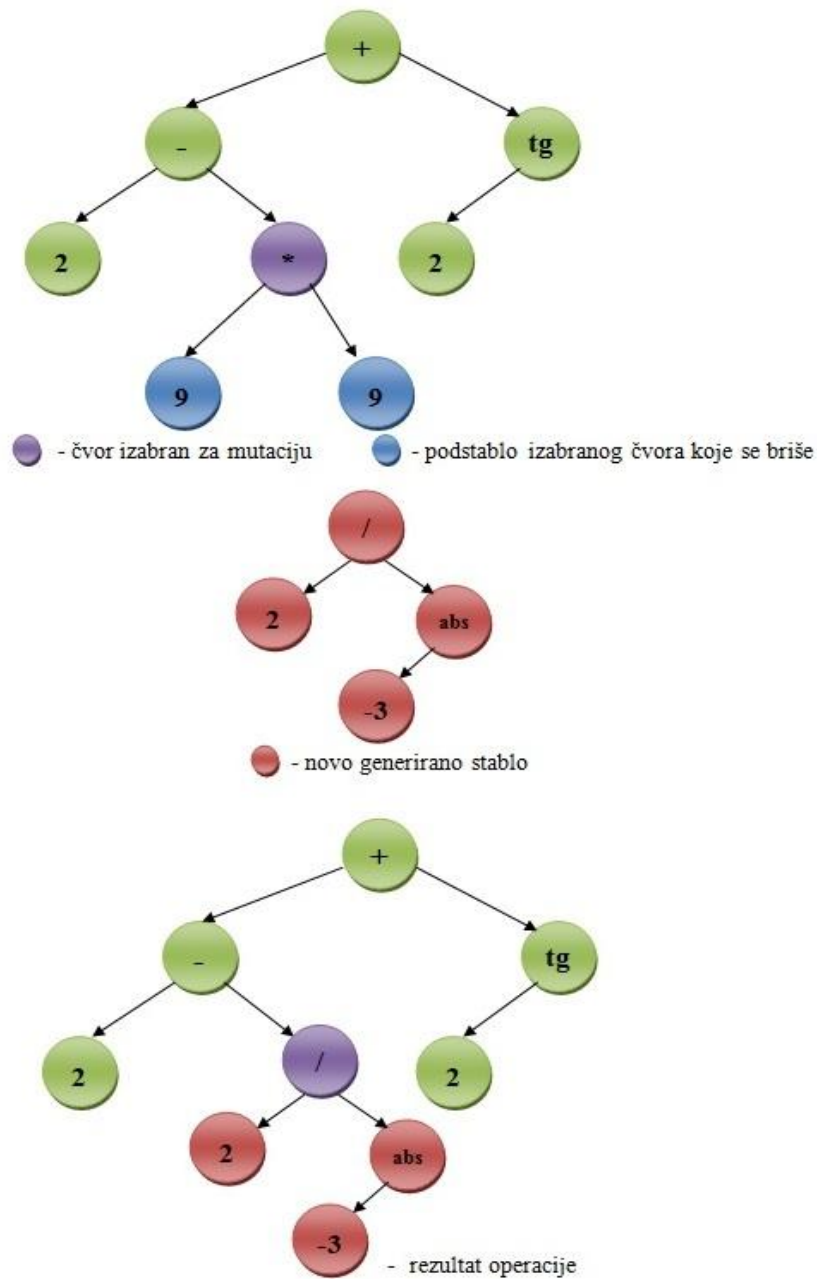 +
- tg
2 * 2
9 9
- čvor izabran za mutaciju - podstablo izabranog čvora koje se briše
/
2 abs
-3
- novo generirano stablo
+
- tg
2 / 2
2 abs
-3
- rezultat operacije